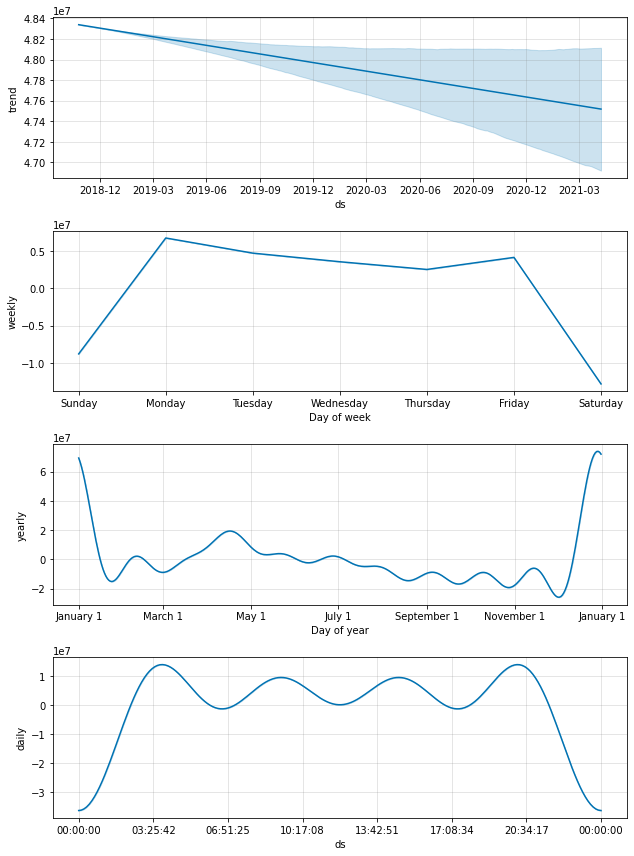 1e7
4.84
4.82
4.80
4.78
4.76
4.74
4.72
4.70
trend
2018-12 2019-03 2019-06 2019-09 2019-12 2020-03 2020-06 2020-09 2020-12 2021-03
ds
1e7
0.5
0.0
−0.5
−1.0
weekly
Sunday Monday Tuesday Wednesday Thursday Friday Saturday
Day of week
1e7
6
4
2
0
−2
yearly
January 1 March 1 May 1 July 1 September 1 November 1 January 1
Day of year
1e7
1
0
−1
−2
−3
daily
00:00:00 03:25:42 06:51:25 10:17:08 13:42:51 17:08:34 20:34:17 00:00:00
ds